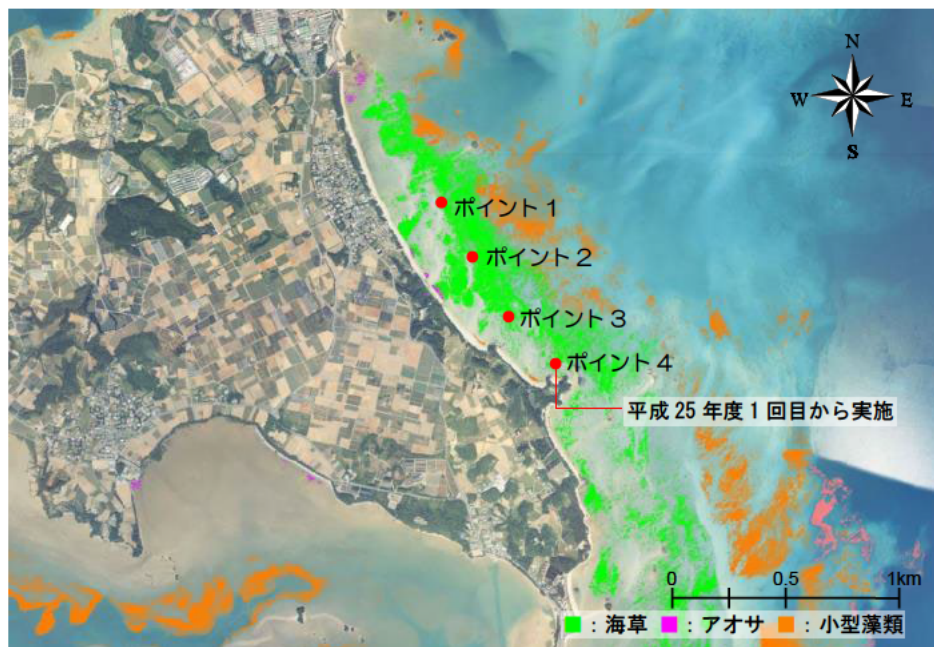 N
W E
S
ポイント1
ポイント2
ポイント3
ポイント4
平成25年度1回目から実施
0 0.5 1km
:海草 :アオサ :小型藻類